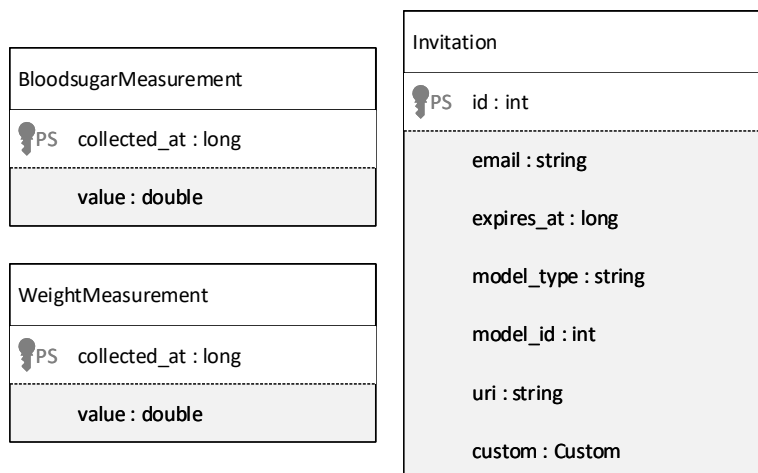 BloodsugarMeasurement
PS collected_at : long
value : double
WeightMeasurement
PS collected_at : long
value : double
Invitation
PS id : int
email : string
expires_at : long
model_type : string
model_id : int
uri : string
custom : Custom